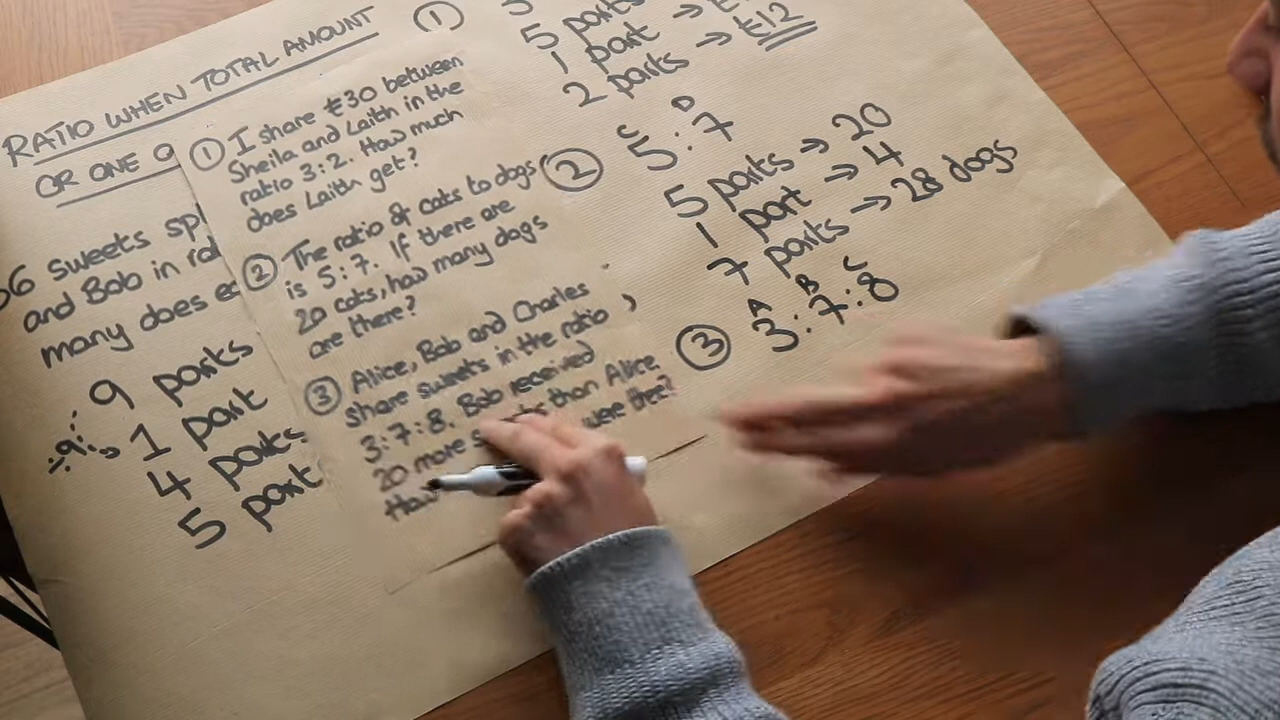 RATIO WHEN TOTAL AMOUNT
OR ONE
36 sweets
and Bob in
many does
9 parts
÷9 1 part
4 parts
5 part
① I share £30 between
Sheila and Laith in the
ratio 3:2. How much
does Laith get?
② The ratio of cats to dogs
is 5:7. If there are
20 cats, how many dogs
are there?
③ Alice, Bob and Charles
share sweets in the ratio
3:7:8. Bob received
20 more than Alice.
How were there?
①
5 parts
1 part →
2 parts → £12
② C D
5:7
5 parts → 20
1 part → 4
7 parts → 28 dogs
③ A B C
3:7:8